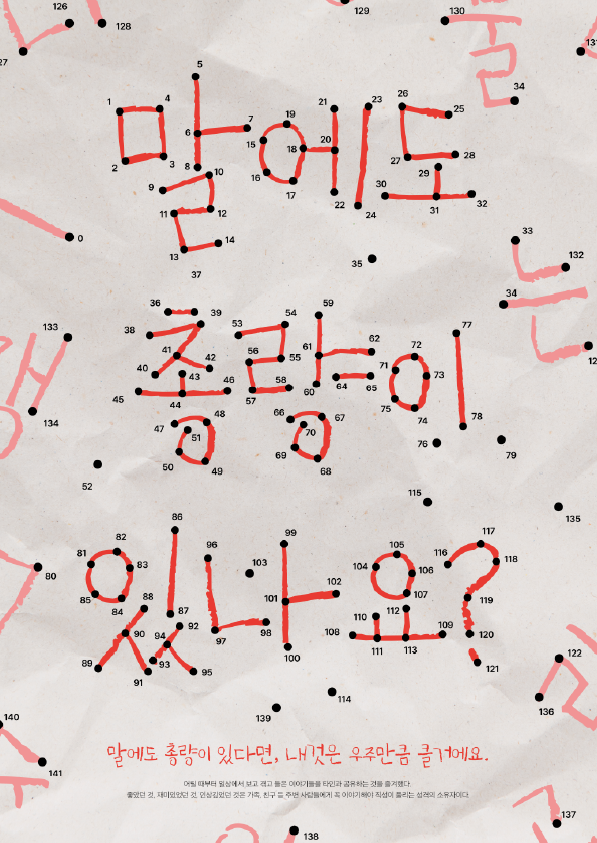 126 128 129 130
127 131
34
5
1 4 23 26
7 21 25
6 15 19 18 20
2 3 8 27 28
9 10 16 17 29
11 12 22 24 30 31 32
말에도
13 14
0 33
35 132
37 34
36 39 54 59
133 38 53 77
41 56 55 61 62 72
40 42 43 71 73
45 44 46 57 58 60 64 65
총량이
47 48 66 67 75 74
51 70 78
50 49 69 68 76 79
134 52
115 135
86 99 117
81 82 83 96 103 105 116 118
80 104 106
85 84 88 87 101 102 107 119
90 94 92 97 98 108 110 112 109 120
있나요?
89 91 93 95 100 111 113 121
122
139 114 136
140
말에도 총량이 있다면, 내것은 우주만큼 클거에요.
141
어릴 때부터 일상에서 보고 겪고 들은 이야기들을 타인과 공유하는 것을 즐겨했다.
좋았던 것, 재미있었던 것, 인상깊었던 것은 가족, 친구 등 주변 사람들에게 꼭 이야기해야 직성이 풀리는 성격의 소유자이다.
137
138